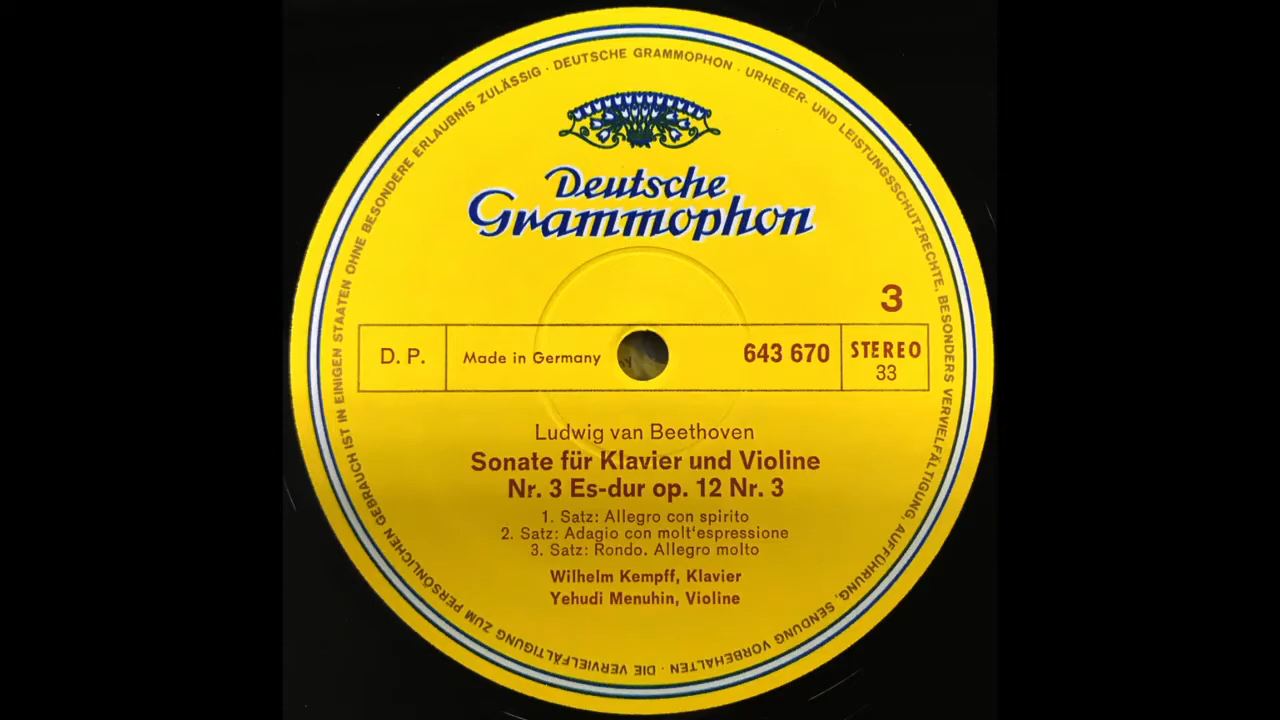 DEUTSCHE GRAMMOPHON · URHEBER- UND LEISTUNGSSCHUTZRECHTE, BESONDERS VERVIELFÄLTIGUNG, AUFFÜHRUNG, SENDUNG VORBEHALTEN · DIE VERVIELFÄLTIGUNG ZUM PERSÖNLICHEN GEBRAUCH IST IN EINIGEN STAATEN OHNE BESONDERE ERLAUBNIS ZULÄSSIG ·
Deutsche
Grammophon
3
D. P. Made in Germany 643 670 STEREO
33
Ludwig van Beethoven
Sonate für Klavier und Violine
Nr. 3 Es-dur op. 12 Nr. 3
1. Satz: Allegro con spirito
2. Satz: Adagio con molt'espressione
3. Satz: Rondo. Allegro molto
Wilhelm Kempff, Klavier
Yehudi Menuhin, Violine